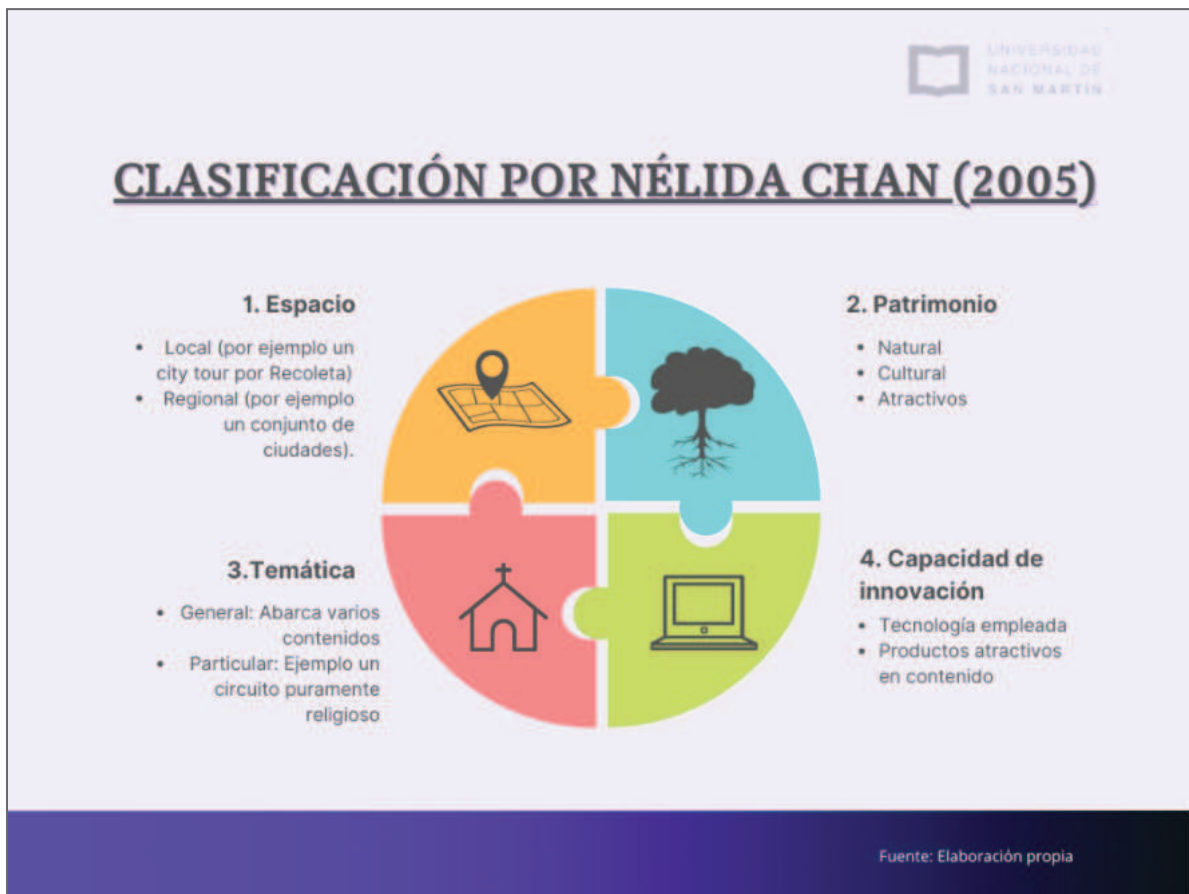 UNIVERSIDAD
NACIONAL DE
SAN MARTÍN
CLASIFICACIÓN POR NÉLIDA CHAN (2005)
1. Espacio
• Local (por ejemplo un
city tour por Recoleta)
• Regional (por ejemplo
un conjunto de
ciudades).
2. Patrimonio
• Natural
• Cultural
• Atractivos
3.Temática
• General: Abarca varios
contenidos
• Particular: Ejemplo un
circuito puramente
religioso
4. Capacidad de
innovación
• Tecnología empleada
• Productos atractivos
en contenido
Fuente: Elaboración propia